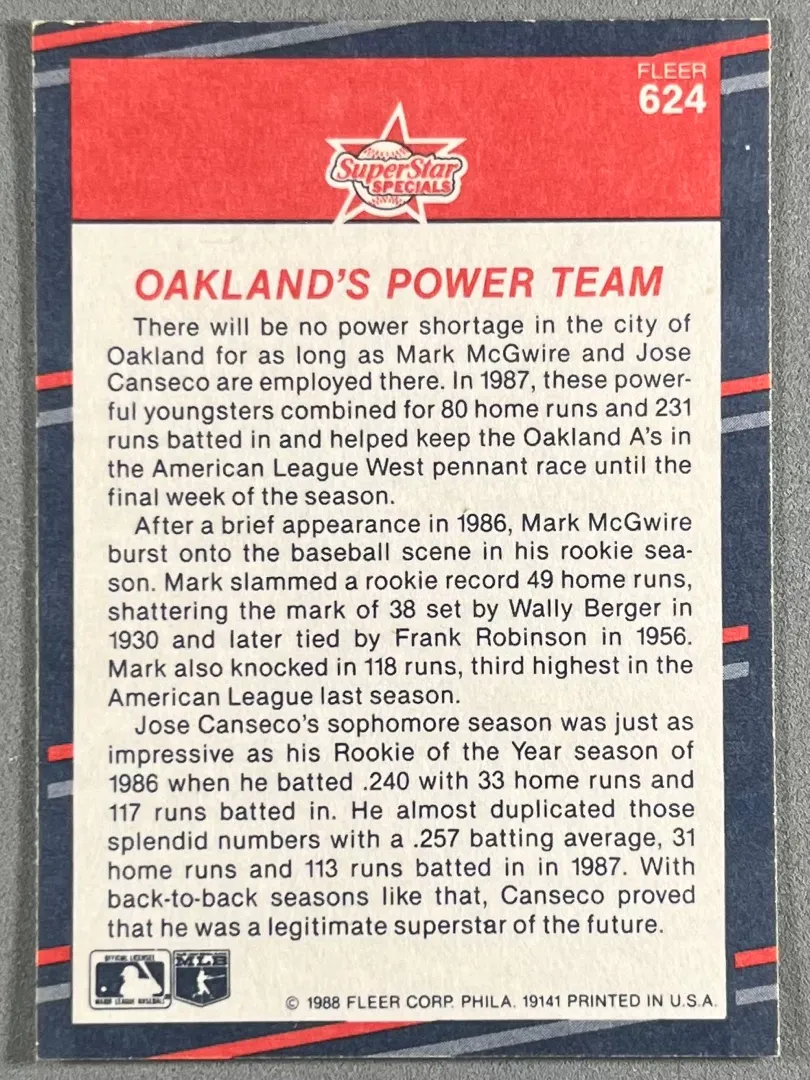 FLEER
624
SuperStar
SPECIALS
OAKLAND'S POWER TEAM
There will be no power shortage in the city of
Oakland for as long as Mark McGwire and Jose
Canseco are employed there. In 1987, these power-
ful youngsters combined for 80 home runs and 231
runs batted in and helped keep the Oakland A's in
the American League West pennant race until the
final week of the season.
After a brief appearance in 1986, Mark McGwire
burst onto the baseball scene in his rookie sea-
son. Mark slammed a rookie record 49 home runs,
shattering the mark of 38 set by Wally Berger in
1930 and later tied by Frank Robinson in 1956.
Mark also knocked in 118 runs, third highest in the
American League last season.
Jose Canseco's sophomore season was just as
impressive as his Rookie of the Year season of
1986 when he batted .240 with 33 home runs and
117 runs batted in. He almost duplicated those
splendid numbers with a .257 batting average, 31
home runs and 113 runs batted in in 1987. With
back-to-back seasons like that, Canseco proved
that he was a legitimate superstar of the future.
OFFICIAL LICENSEE
MAJOR LEAGUE BASEBALL
MLB
© 1988 FLEER CORP. PHILA. 19141 PRINTED IN U.S.A.